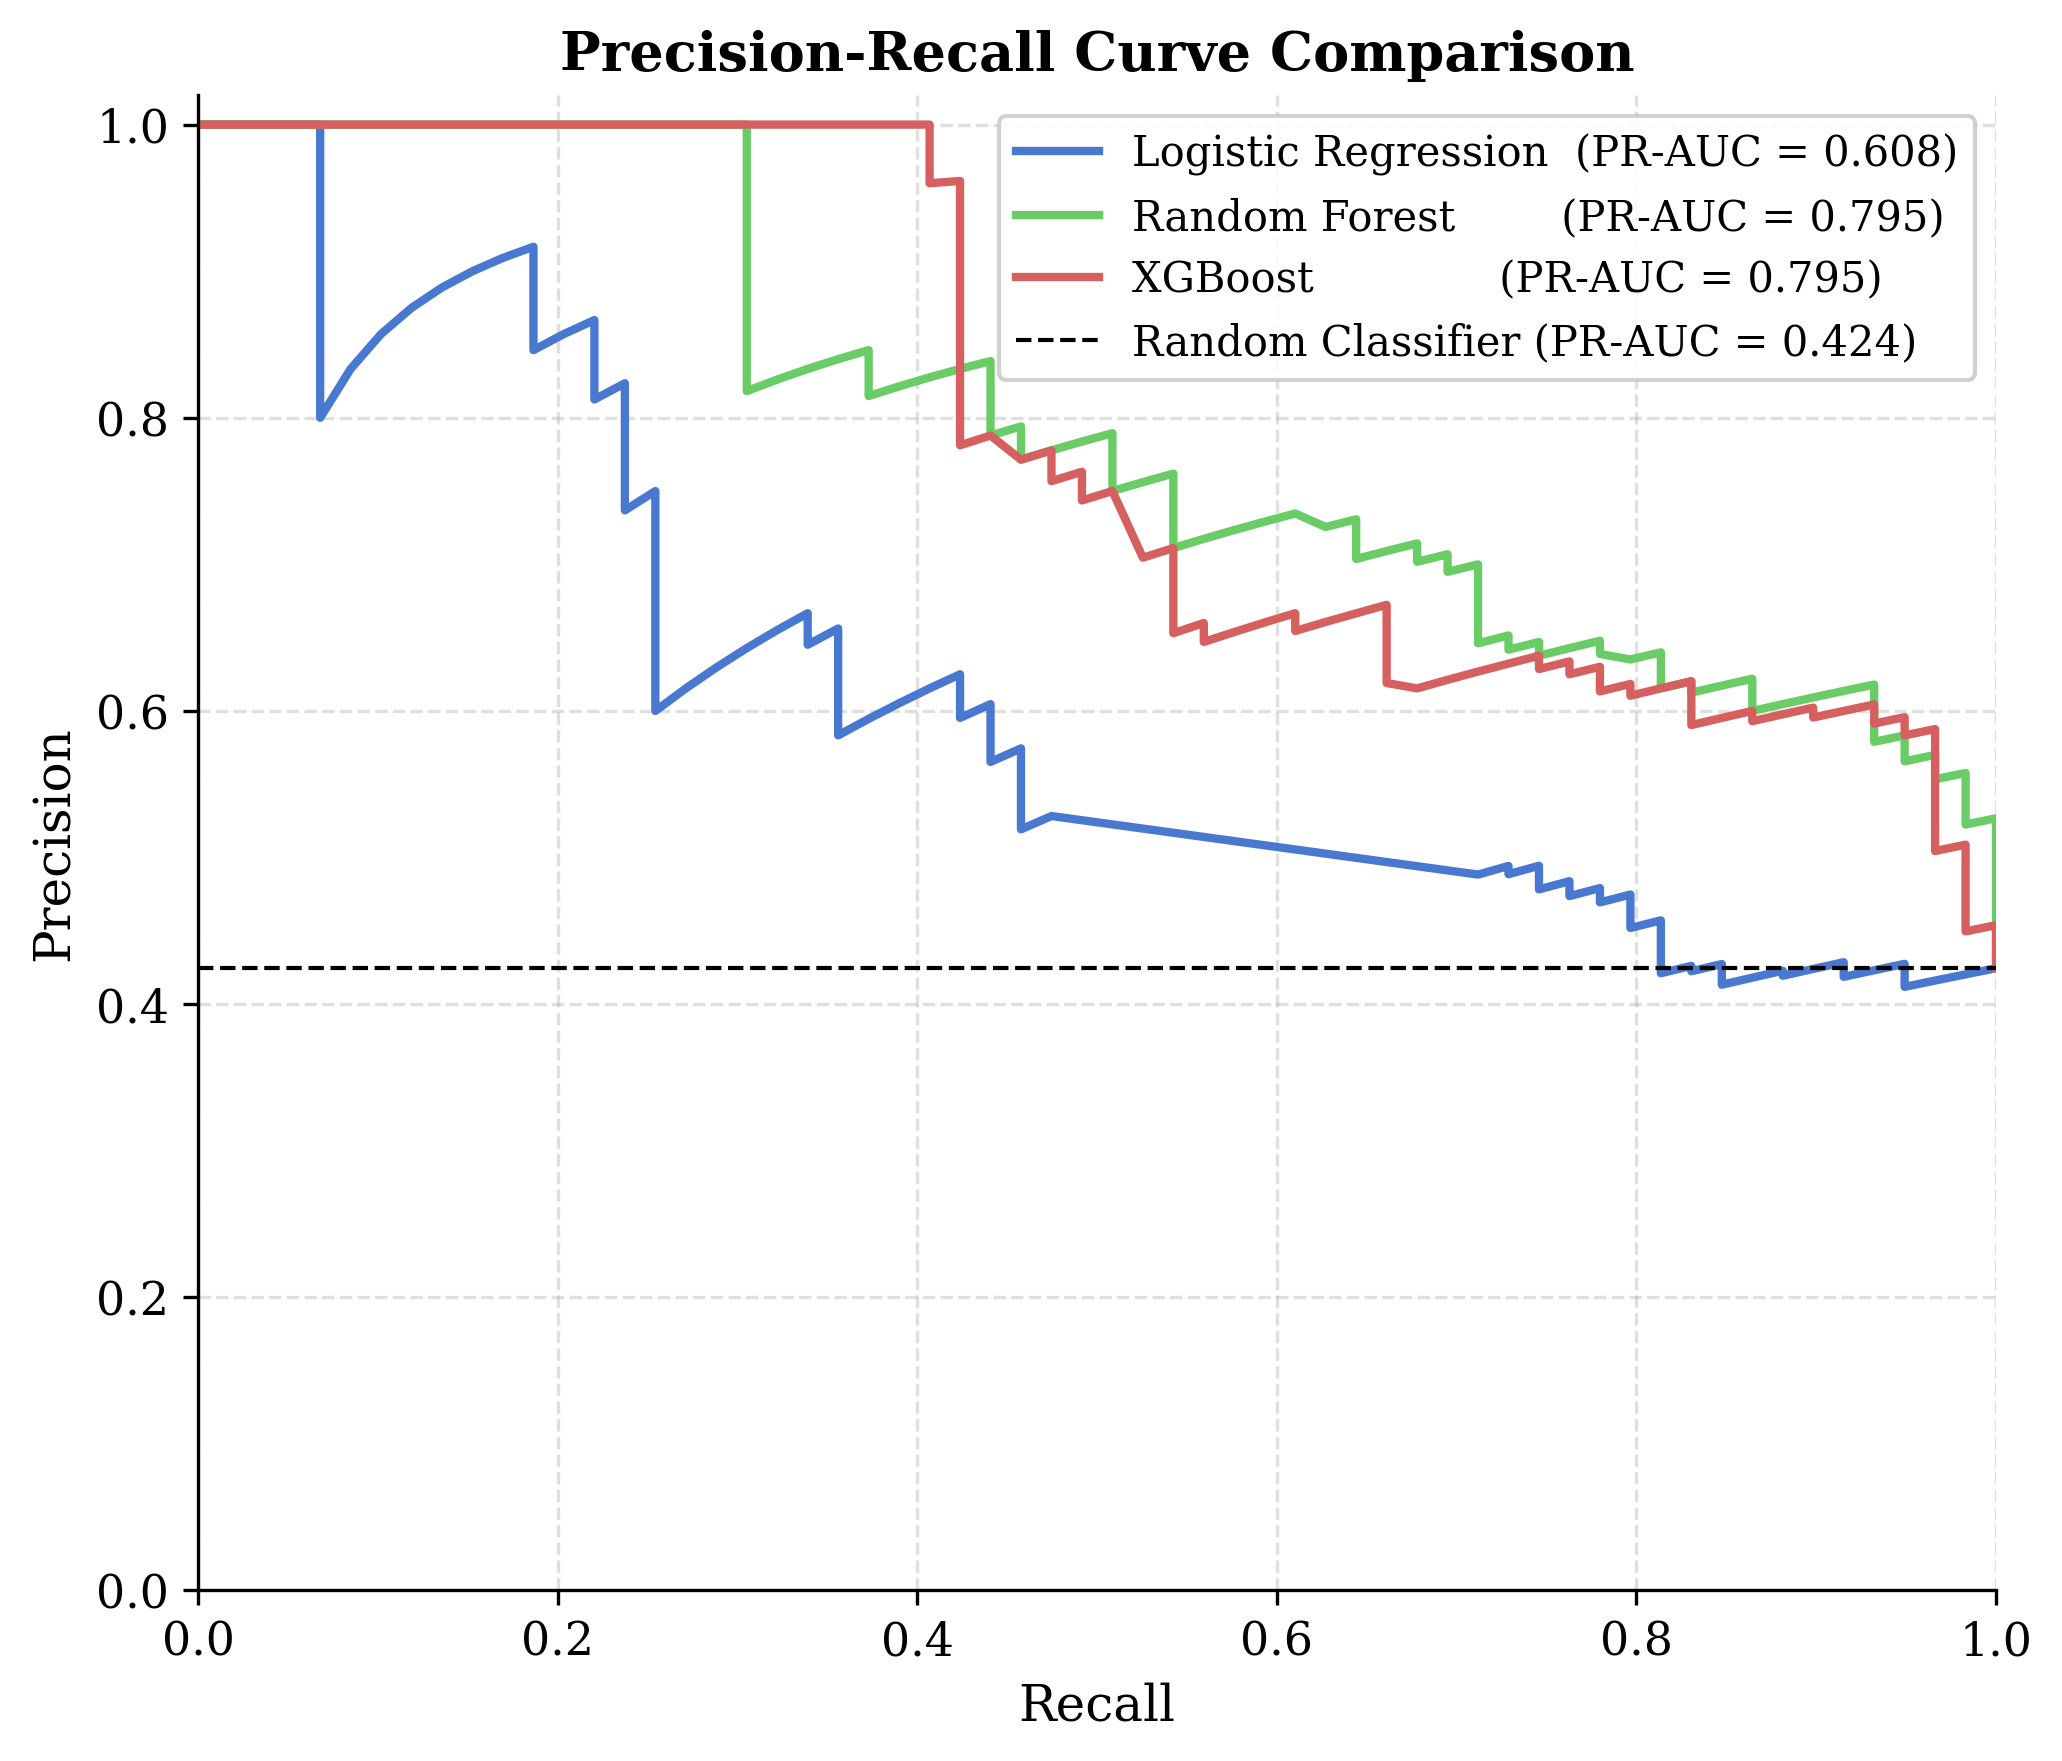 Precision-Recall Curve Comparison
Logistic Regression (PR-AUC = 0.608)
Random Forest (PR-AUC = 0.795)
XGBoost (PR-AUC = 0.795)
Random Classifier (PR-AUC = 0.424)
Precision
1.0
0.8
0.6
0.4
0.2
0.0
0.0 0.2 0.4 0.6 0.8 1.0
Recall